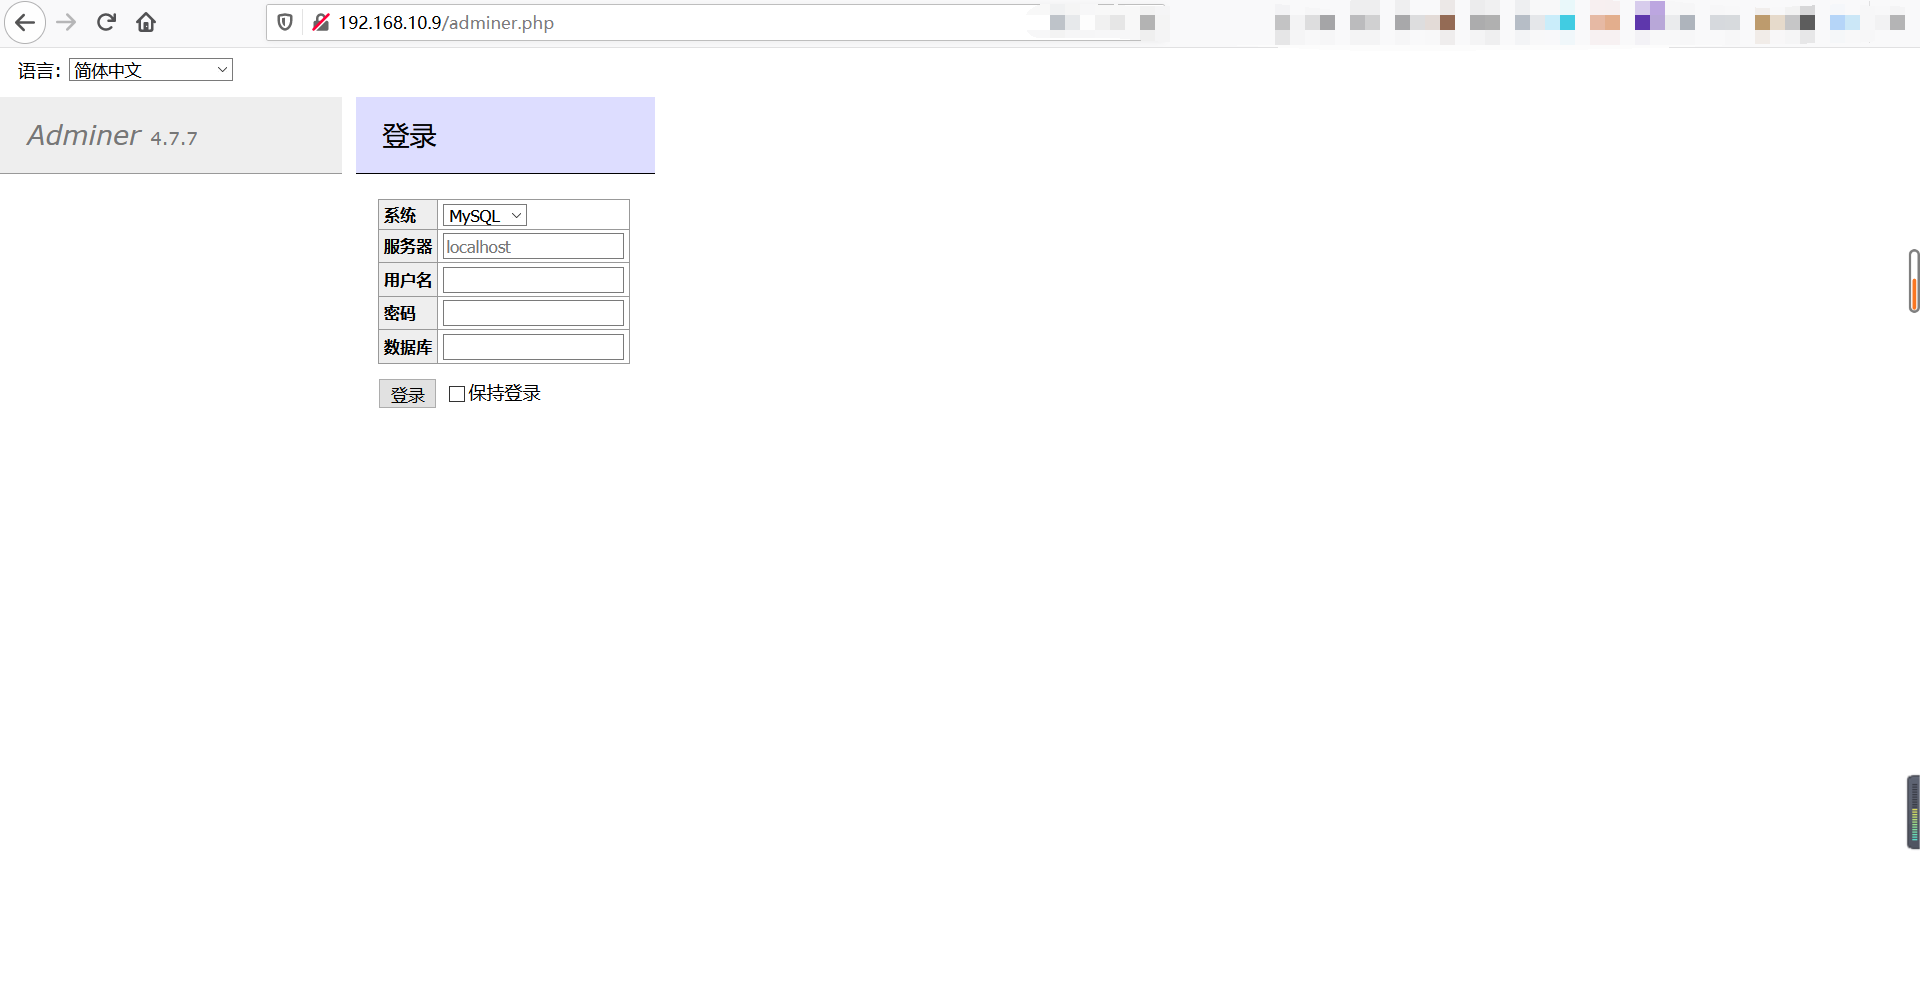 192.168.10.9/adminer.php
语言: 简体中文
Adminer 4.7.7
登录
系统 MySQL
服务器 localhost
用户名
密码
数据库
登录 保持登录